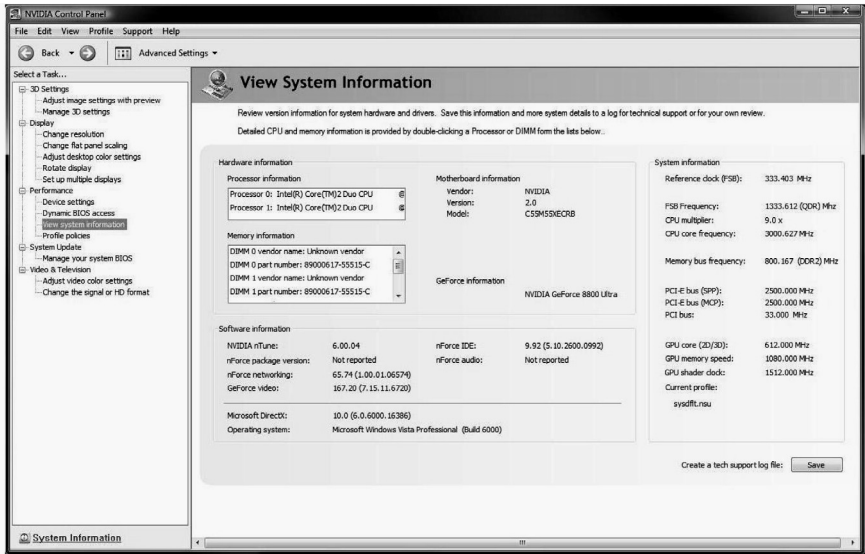 NVIDIA Control Panel
File Edit View Profile Support Help
Back
Advanced Settings
Select a Task...
3D Settings
Adjust image settings with preview
Manage 3D settings
Display
Change resolution
Change flat panel scaling
Adjust desktop color settings
Rotate display
Set up multiple displays
Performance
Device settings
Dynamic BIOS access
View system information
Profile policies
System Update
Manage your system BIOS
Video & Television
Adjust video color settings
Change the signal or HD format
System Information
View System Information
Review version information for system hardware and drivers. Save this information and more system details to a log for technical support or for your own review.
Detailed CPU and memory information is provided by double-clicking a Processor or DIMM form the lists below..
Hardware information
Processor information
Processor 0: Intel(R) Core(TM)2 Duo CPU @
Processor 1: Intel(R) Core(TM)2 Duo CPU @
Memory information
DIMM 0 vendor name: Unknown vendor
DIMM 0 part number: 89000617-55515-C
DIMM 1 vendor name: Unknown vendor
DIMM 1 part number: 89000617-55515-C
Motherboard information
Vendor: NVIDIA
Version: 2.0
Model: C55M55XECRB
GeForce information
NVIDIA GeForce 8800 Ultra
Software information
NVIDIA nTune: 6.00.04
nForce package version: Not reported
nForce networking: 65.74 (1.00.01.06574)
GeForce video: 167.20 (7.15.11.6720)
nForce IDE: 9.92 (5.10.2600.0992)
nForce audio: Not reported
Microsoft DirectX: 10.0 (6.0.6000.16386)
Operating system: Microsoft Windows Vista Professional (Build 6000)
System information
Reference clock (FSB): 333.403 MHz
FSB Frequency: 1333.612 (QDR) Mhz
CPU multiplier: 9.0 x
CPU core frequency: 3000.627 MHz
Memory bus frequency: 800.167 (DDR2) MHz
PCI-E bus (SPP): 2500.000 MHz
PCI-E bus (MCP): 2500.000 MHz
PCI bus: 33.000 MHz
GPU core (2D/3D): 612.000 MHz
GPU memory speed: 1080.000 MHz
GPU shader clock: 1512.000 MHz
Current profile:
sysdflt.nsu
Create a tech support log file: Save